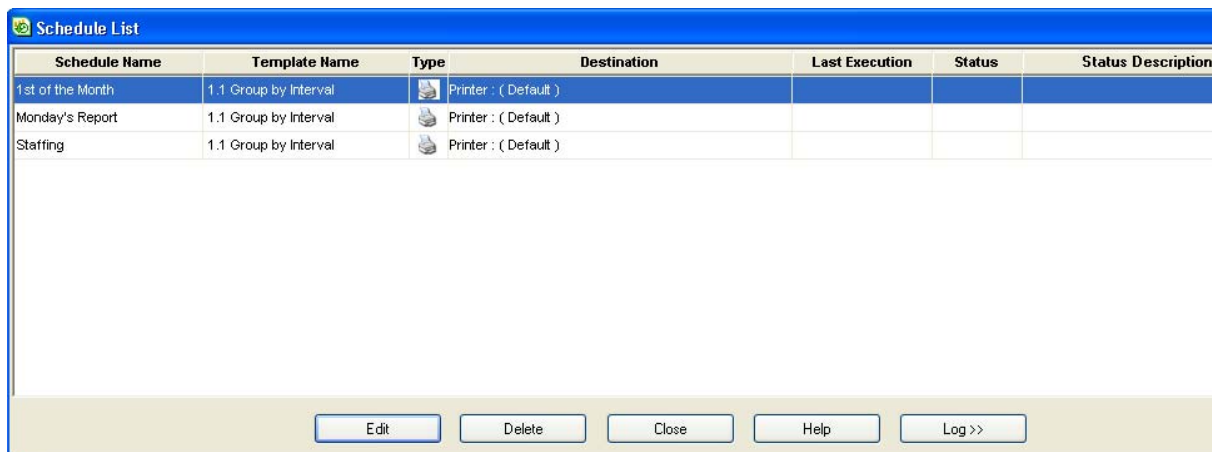 Schedule List
Schedule Name Template Name Type Destination Last Execution Status Status Description
1st of the Month 1.1 Group by Interval Printer : ( Default )
Monday's Report 1.1 Group by Interval Printer : ( Default )
Staffing 1.1 Group by Interval Printer : ( Default )
Edit Delete Close Help Log >>